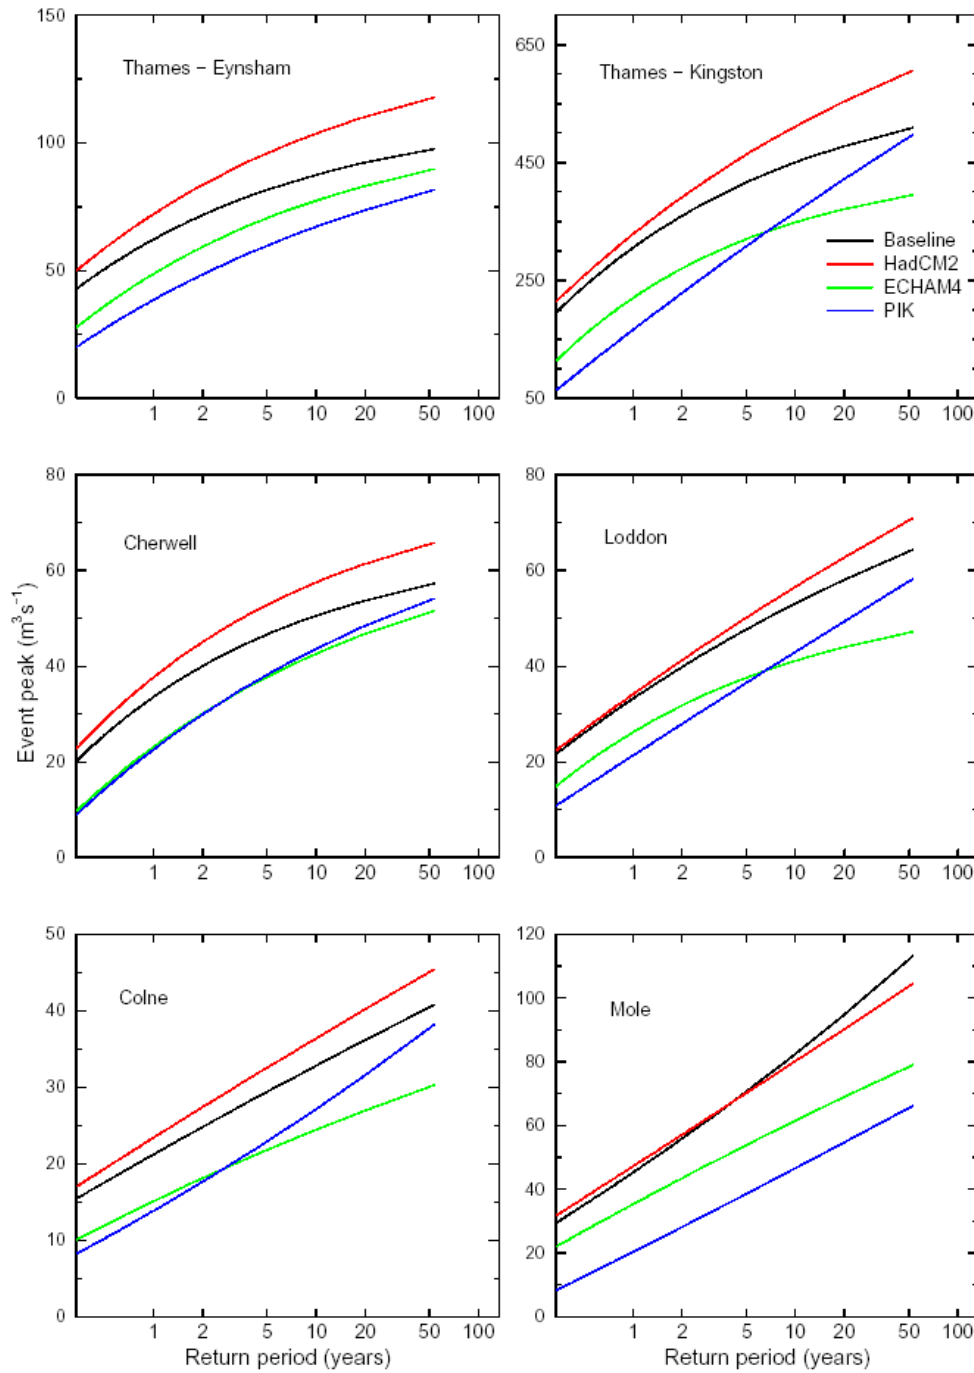 Thames – Eynsham
150
100
50
0
1 2 5 10 20 50 100
Thames – Kingston
650
450
250
50
Baseline
HadCM2
ECHAM4
PIK
1 2 5 10 20 50 100
Event peak (m³s⁻¹)
Cherwell
80
60
40
20
0
1 2 5 10 20 50 100
Loddon
80
60
40
20
0
1 2 5 10 20 50 100
Colne
50
40
30
20
10
0
1 2 5 10 20 50 100
Return period (years)
Mole
120
100
80
60
40
20
0
1 2 5 10 20 50 100
Return period (years)